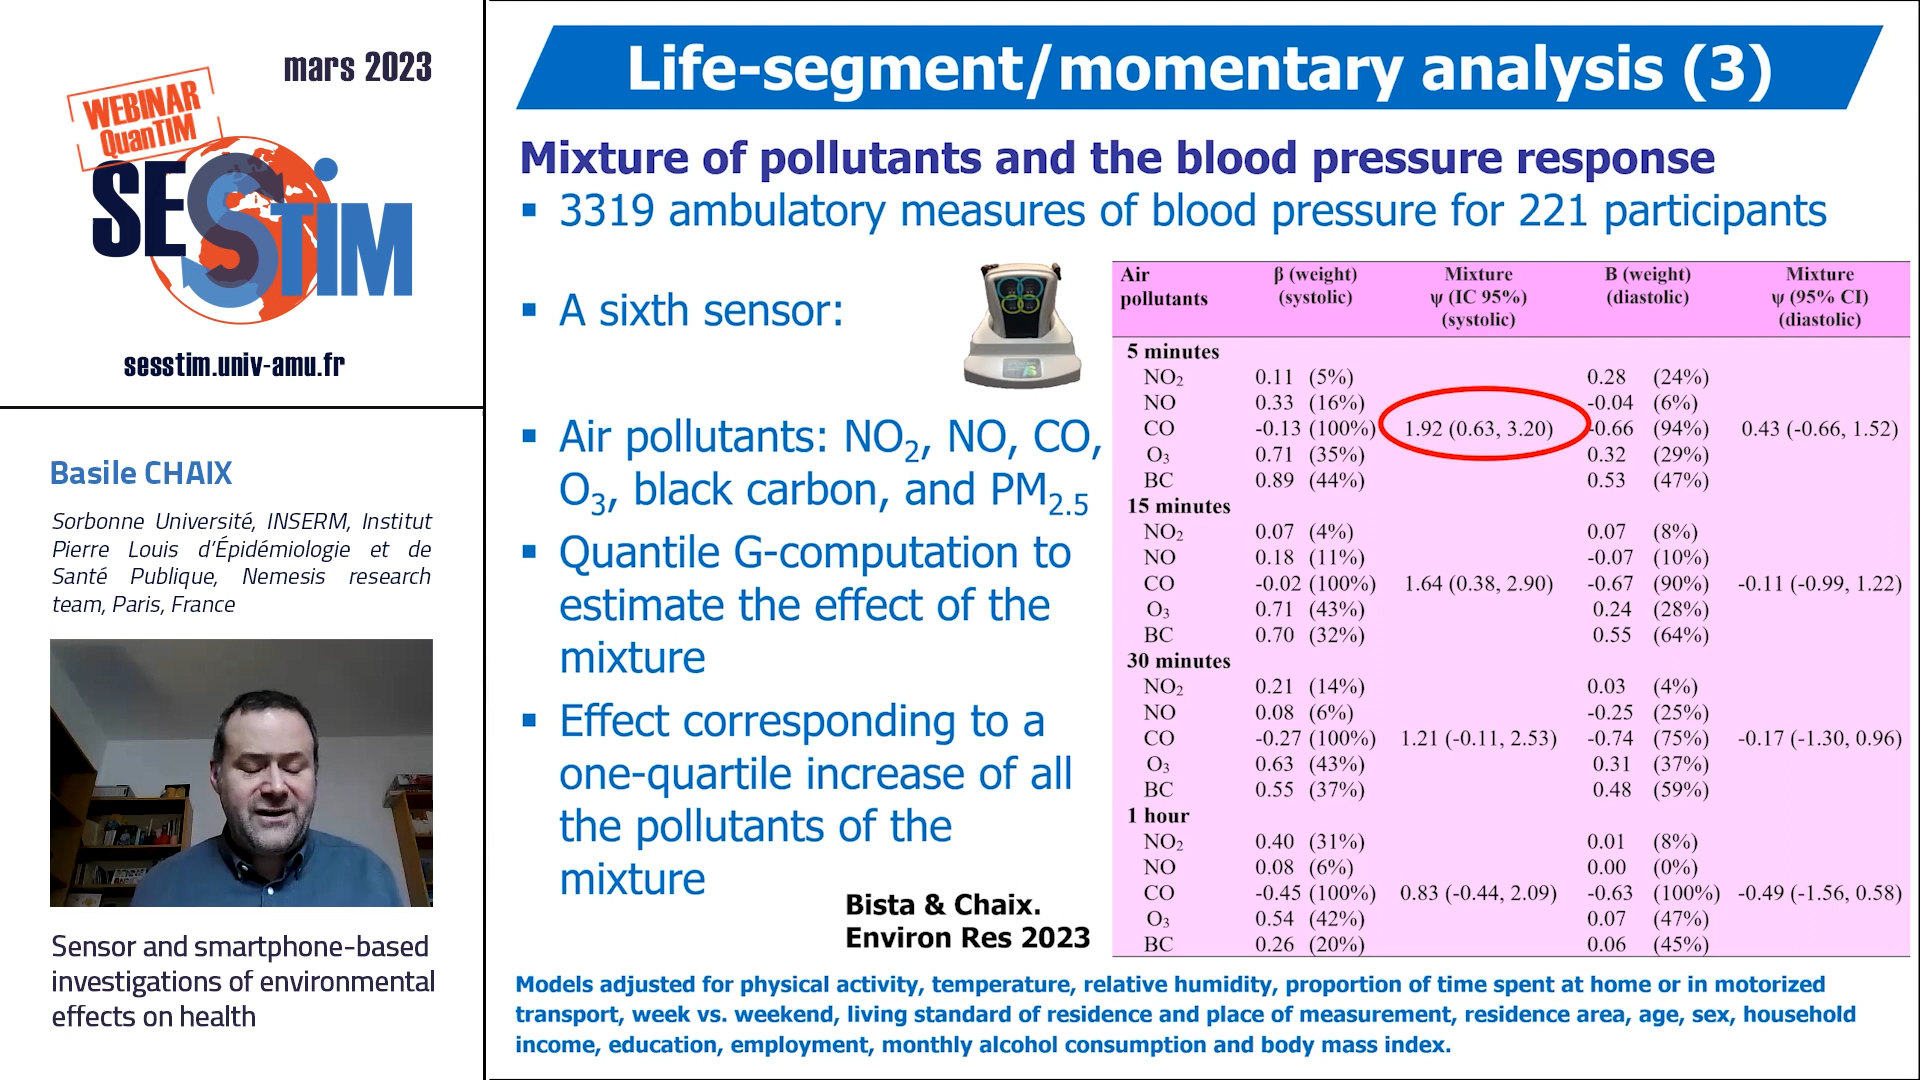 mars 2023
WEBINAR
QuanTIM
SESSTIM
sesstim.univ-amu.fr
Basile CHAIX
Sorbonne Université, INSERM, Institut
Pierre Louis d'Épidémiologie et de
Santé Publique, Nemesis research
team, Paris, France
Sensor and smartphone-based
investigations of environmental
effects on health
Life-segment/momentary analysis (3)
Mixture of pollutants and the blood pressure response
▪ 3319 ambulatory measures of blood pressure for 221 participants
▪ A sixth sensor:
▪ Air pollutants: NO₂, NO, CO,
O₃, black carbon, and PM₂.₅
▪ Quantile G-computation to
estimate the effect of the
mixture
▪ Effect corresponding to a
one-quartile increase of all
the pollutants of the
mixture
Bista & Chaix.
Environ Res 2023
Air β (weight) Mixture B (weight) Mixture
pollutants (systolic) ψ (IC 95%) (diastolic) ψ (95% CI)
(systolic) (diastolic)
5 minutes
NO₂ 0.11 (5%) 0.28 (24%)
NO 0.33 (16%) -0.04 (6%)
CO -0.13 (100%) 1.92 (0.63, 3.20) -0.66 (94%) 0.43 (-0.66, 1.52)
O₃ 0.71 (35%) 0.32 (29%)
BC 0.89 (44%) 0.53 (47%)
15 minutes
NO₂ 0.07 (4%) 0.07 (8%)
NO 0.18 (11%) -0.07 (10%)
CO -0.02 (100%) 1.64 (0.38, 2.90) -0.67 (90%) -0.11 (-0.99, 1.22)
O₃ 0.71 (43%) 0.24 (28%)
BC 0.70 (32%) 0.55 (64%)
30 minutes
NO₂ 0.21 (14%) 0.03 (4%)
NO 0.08 (6%) -0.25 (25%)
CO -0.27 (100%) 1.21 (-0.11, 2.53) -0.74 (75%) -0.17 (-1.30, 0.96)
O₃ 0.63 (43%) 0.31 (37%)
BC 0.55 (37%) 0.48 (59%)
1 hour
NO₂ 0.40 (31%) 0.01 (8%)
NO 0.08 (6%) 0.00 (0%)
CO -0.45 (100%) 0.83 (-0.44, 2.09) -0.63 (100%) -0.49 (-1.56, 0.58)
O₃ 0.54 (42%) 0.07 (47%)
BC 0.26 (20%) 0.06 (45%)
Models adjusted for physical activity, temperature, relative humidity, proportion of time spent at home or in motorized
transport, week vs. weekend, living standard of residence and place of measurement, residence area, age, sex, household
income, education, employment, monthly alcohol consumption and body mass index.